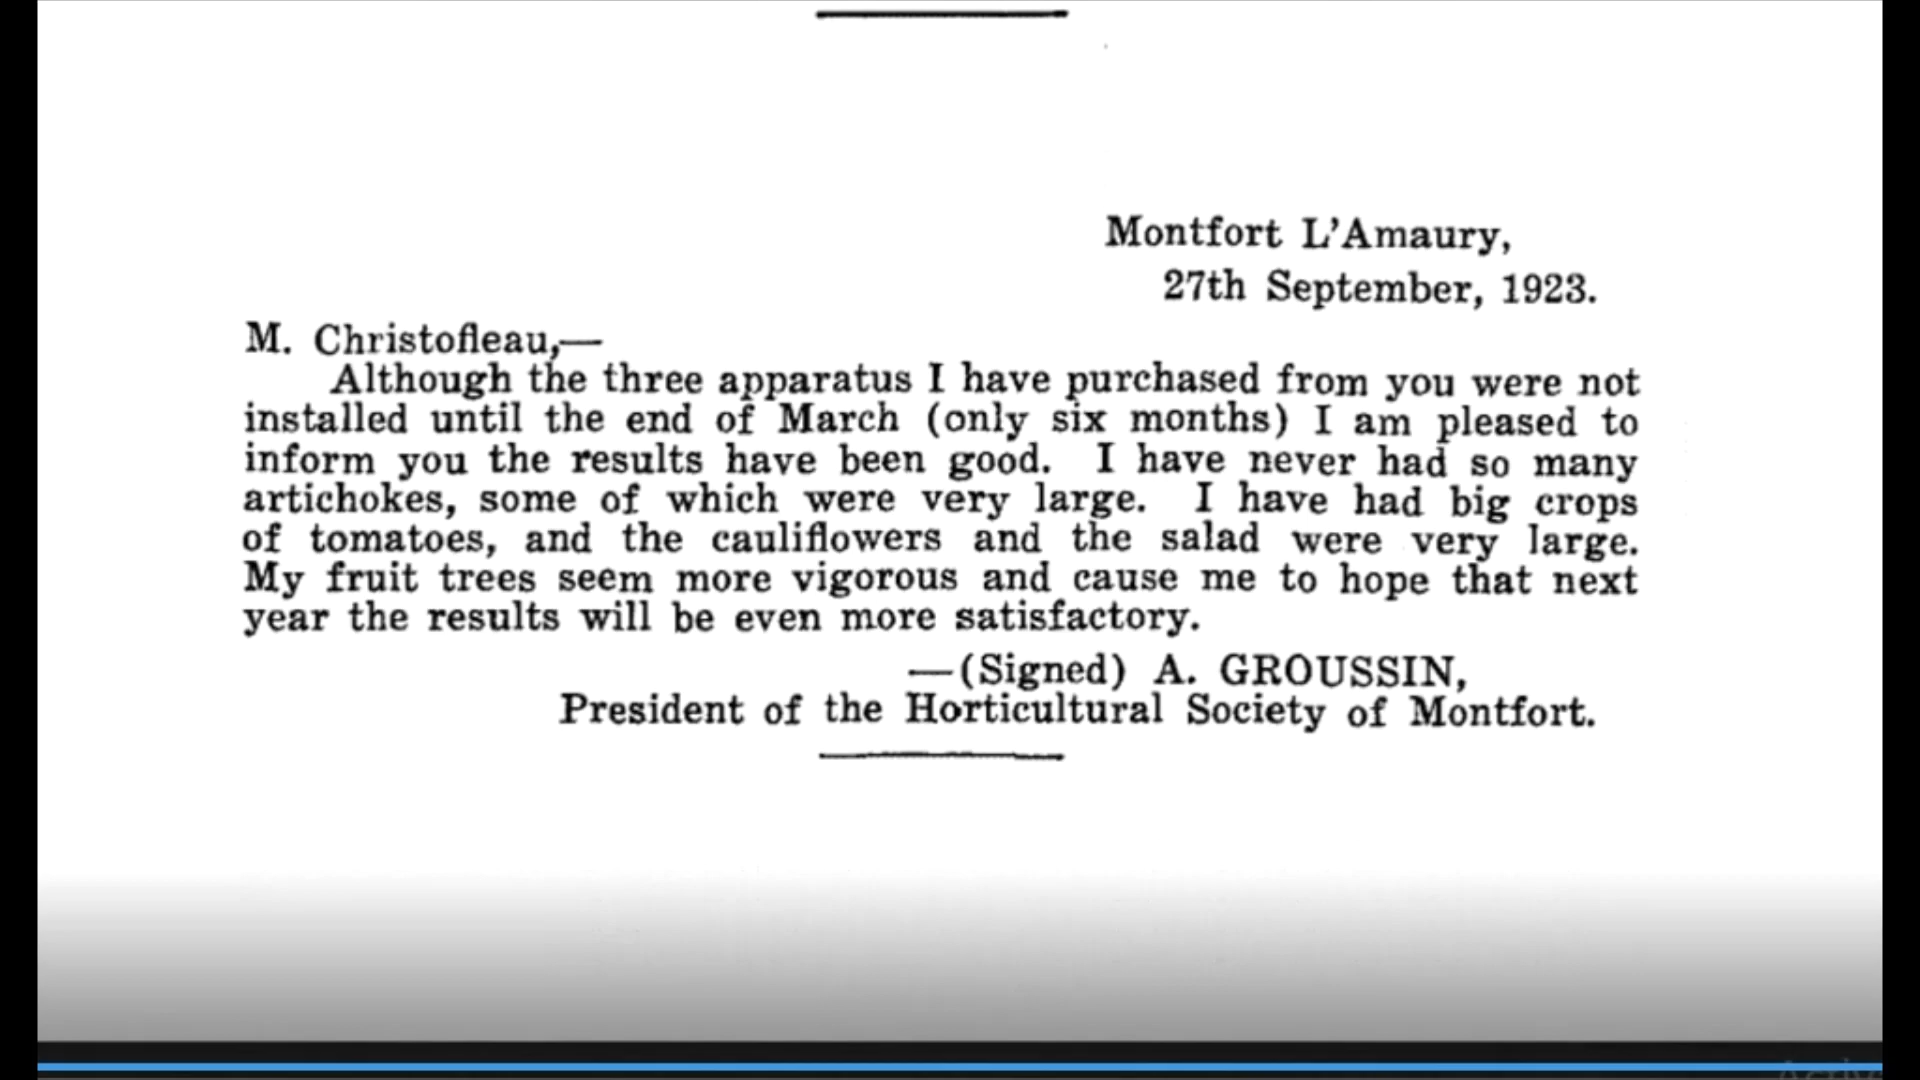 Montfort L'Amaury,
27th September, 1923.
M. Christofleau,—
Although the three apparatus I have purchased from you were not
installed until the end of March (only six months) I am pleased to
inform you the results have been good. I have never had so many
artichokes, some of which were very large. I have had big crops
of tomatoes, and the cauliflowers and the salad were very large.
My fruit trees seem more vigorous and cause me to hope that next
year the results will be even more satisfactory.
—(Signed) A. GROUSSIN,
President of the Horticultural Society of Montfort.